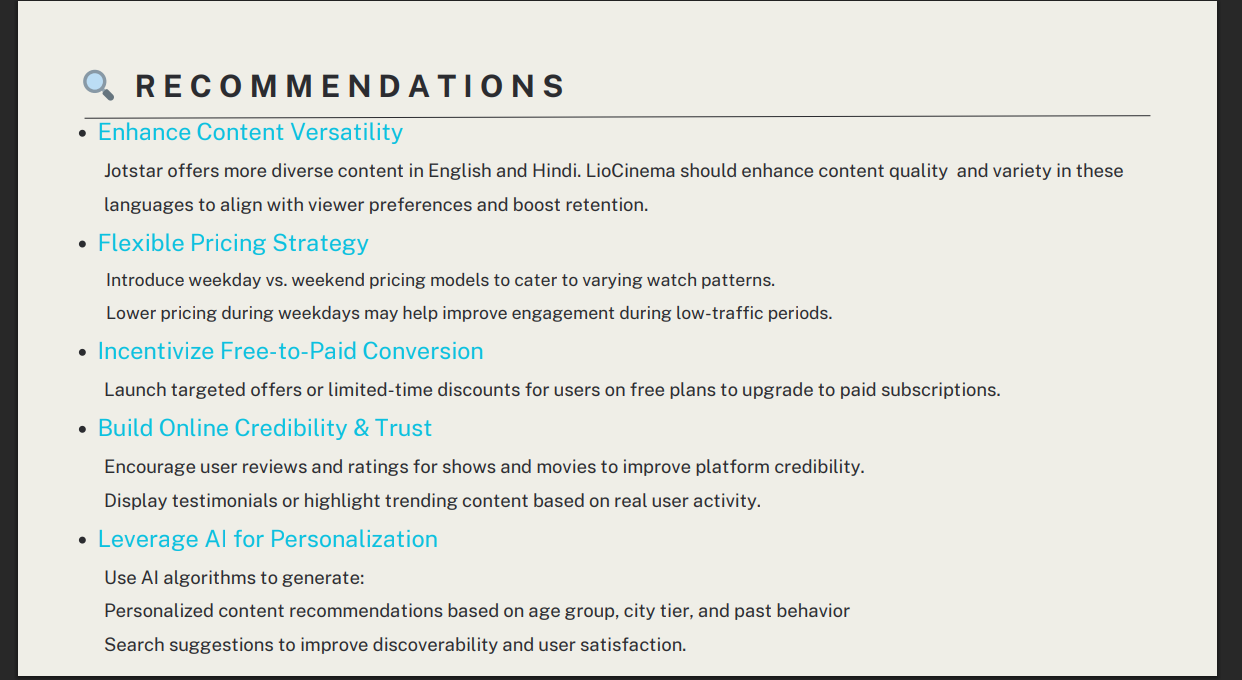 RECOMMENDATIONS
• Enhance Content Versatility
Jotstar offers more diverse content in English and Hindi. LioCinema should enhance content quality  and variety in these
languages to align with viewer preferences and boost retention.
• Flexible Pricing Strategy
Introduce weekday vs. weekend pricing models to cater to varying watch patterns.
Lower pricing during weekdays may help improve engagement during low-traffic periods.
• Incentivize Free-to-Paid Conversion
Launch targeted offers or limited-time discounts for users on free plans to upgrade to paid subscriptions.
• Build Online Credibility & Trust
Encourage user reviews and ratings for shows and movies to improve platform credibility.
Display testimonials or highlight trending content based on real user activity.
• Leverage AI for Personalization
Use AI algorithms to generate:
Personalized content recommendations based on age group, city tier, and past behavior
Search suggestions to improve discoverability and user satisfaction.